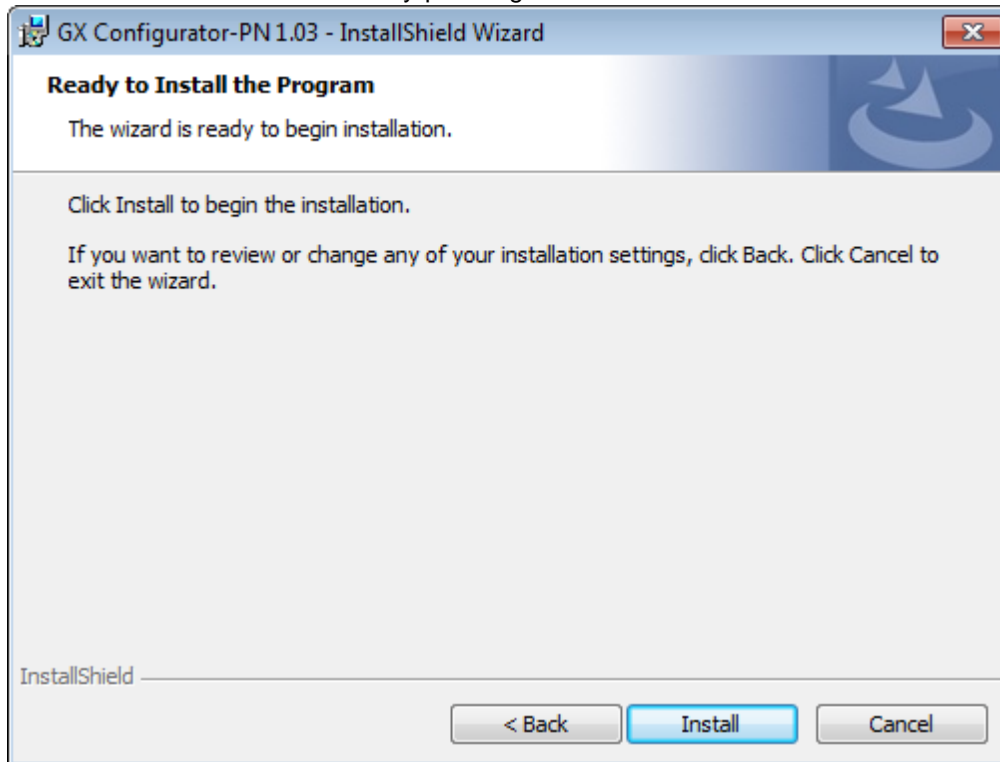 GX Configurator-PN 1.03 - InstallShield Wizard
Ready to Install the Program
The wizard is ready to begin installation.
Click Install to begin the installation.
If you want to review or change any of your installation settings, click Back. Click Cancel to
exit the wizard.
InstallShield
< Back Install Cancel